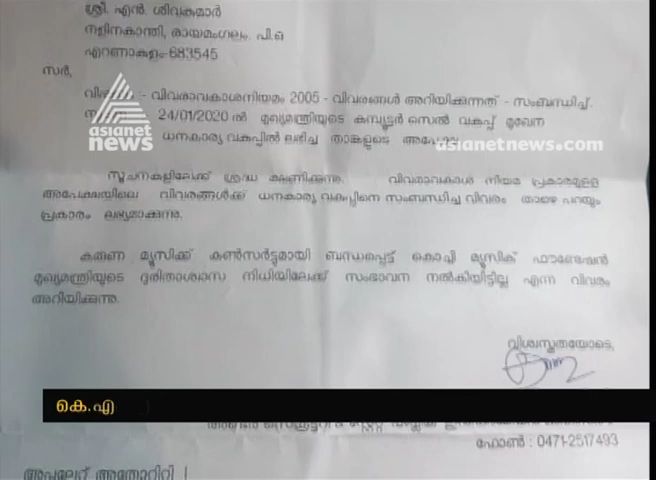 ശ്രീ. എൻ. ശിവകുമാർ
നളിനകാന്തി, രായമംഗലം. പി.ഒ
എറണാകുളം-683545
സർ,
വിഷയം :- വിവരാവകാശനിയമം 2005 - വിവരങ്ങൾ അറിയിക്കുന്നത് - സംബന്ധിച്ച്.
24/01/2020 ൽ മുഖ്യമന്ത്രിയുടെ കമ്പ്യൂട്ടർ സെൽ വകുപ്പ് മുഖേന
ധനകാര്യ വകുപ്പിൽ ലഭിച്ച താങ്കളുടെ അപേക്ഷ
asianet news
asianetnews.com
സൂചനകളിലേക്ക് ശ്രദ്ധ ക്ഷണിക്കുന്നു. വിവരാവകാശ നിയമ പ്രകാരമുള്ള
അപേക്ഷയിലെ വിവരങ്ങൾക്ക് ധനകാര്യ വകുപ്പിനെ സംബന്ധിച്ച വിവരം താഴെ പറയും
പ്രകാരം ലഭ്യമാക്കുന്നു.
കരുണ മ്യൂസിക്ക് കൺസർട്ടുമായി ബന്ധപ്പെട്ട് കൊച്ചി മ്യൂസിക് ഫൗണ്ടേഷൻ
മുഖ്യമന്ത്രിയുടെ ദുരിതാശ്വാസ നിധിയിലേക്ക് സംഭാവന നൽകിയിട്ടില്ല എന്ന വിവരം
അറിയിക്കുന്നു.
വിശ്വസ്തതയോടെ,
കെ.എ
ഫോൺ : 0471-2517493
അപ്പലേറ്റ് അതോറിറ്റി